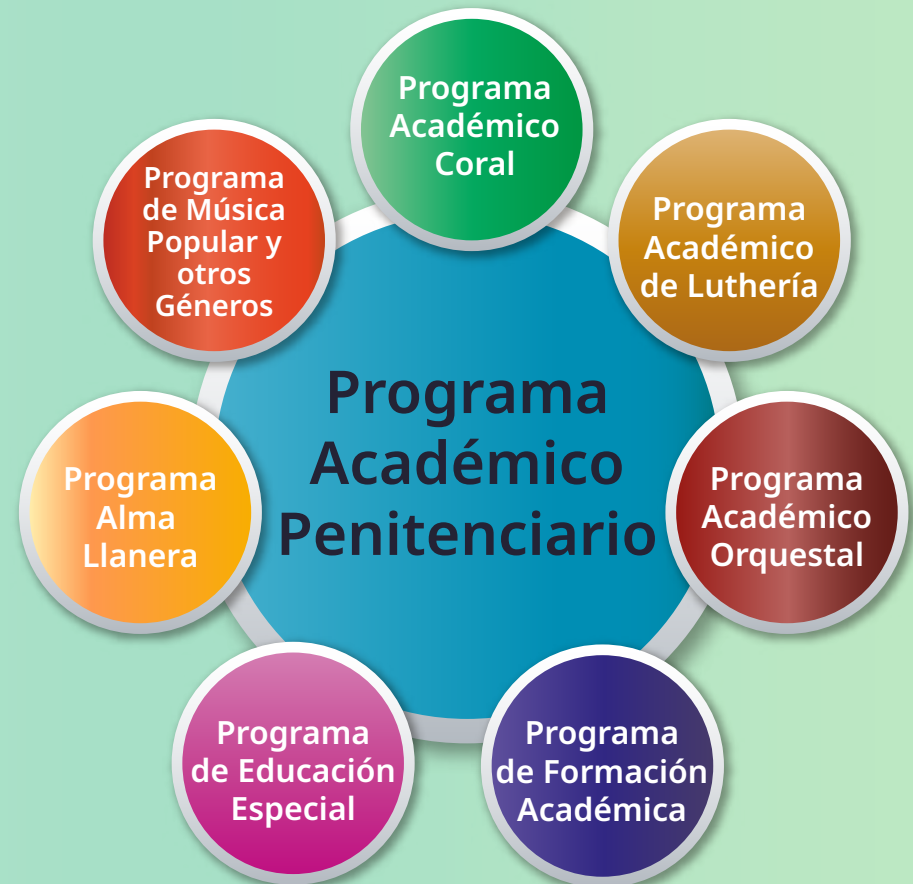 Programa
Académico
Coral
Programa
de Música
Popular y
otros
Géneros
Programa
Académico
de Luthería
Programa
Académico
Penitenciario
Programa
Alma
Llanera
Programa
Académico
Orquestal
Programa
de Educación
Especial
Programa
de Formación
Académica